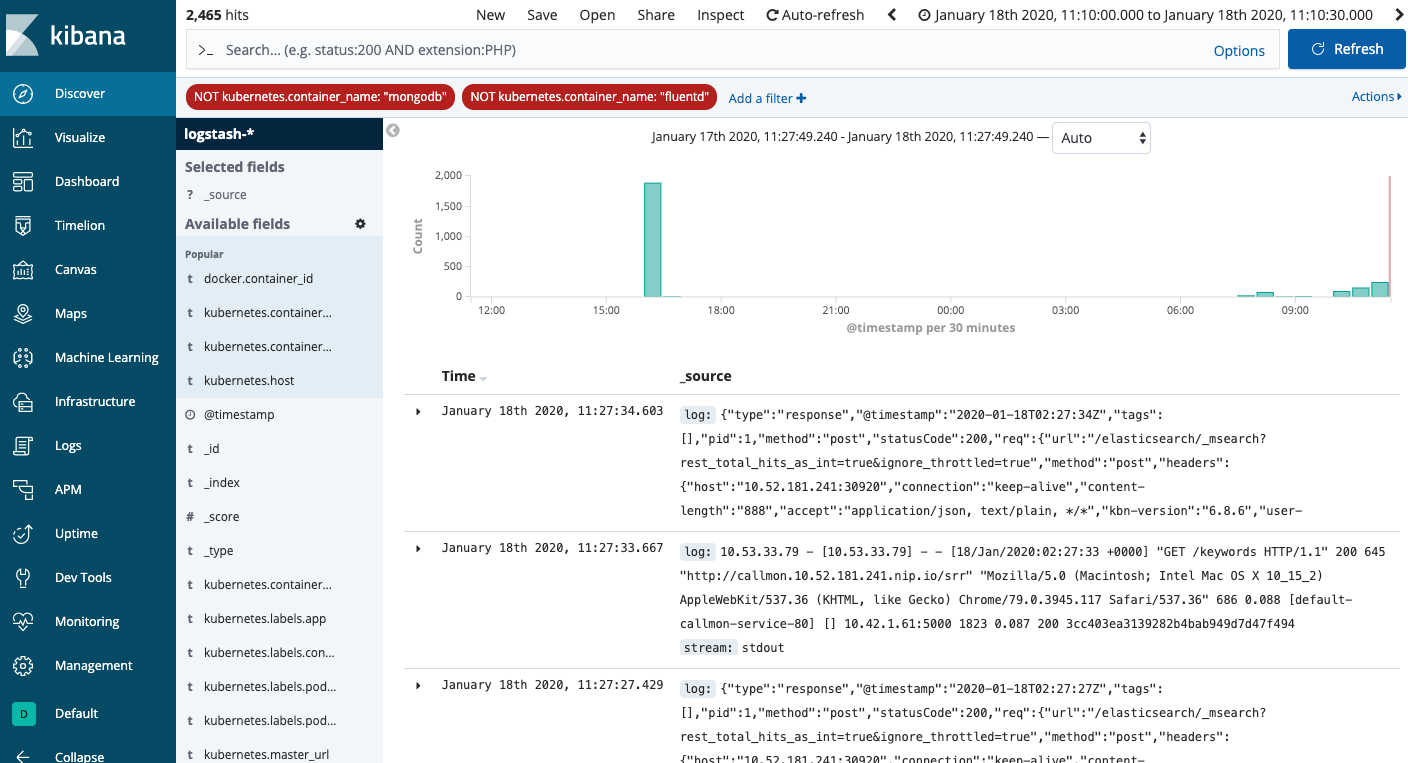 kibana
Discover
Visualize
Dashboard
Timelion
Canvas
Maps
Machine Learning
Infrastructure
Logs
APM
Uptime
Dev Tools
Monitoring
Management
D Default
Collapse
2,465 hits
New Save Open Share Inspect Auto-refresh January 18th 2020, 11:10:00.000 to January 18th 2020, 11:10:30.000
>_ Search... (e.g. status:200 AND extension:PHP) Options Refresh
NOT kubernetes.container_name: "mongodb" NOT kubernetes.container_name: "fluentd" Add a filter + Actions
logstash-*
Selected fields
? _source
Available fields
Popular
t docker.container_id
t kubernetes.container...
t kubernetes.container...
t kubernetes.host
@timestamp
t _id
t _index
# _score
t _type
t kubernetes.container...
t kubernetes.labels.app
t kubernetes.labels.con...
t kubernetes.labels.pod...
t kubernetes.labels.pod...
t kubernetes.master_url
January 17th 2020, 11:27:49.240 - January 18th 2020, 11:27:49.240 — Auto
Count
2,000
1,500
1,000
500
0
12:00 15:00 18:00 21:00 00:00 03:00 06:00 09:00
@timestamp per 30 minutes
Time _source
January 18th 2020, 11:27:34.603
log: {"type":"response","@timestamp":"2020-01-18T02:27:34Z","tags":
[],"pid":1,"method":"post","statusCode":200,"req":{"url":"/elasticsearch/_msearch?
rest_total_hits_as_int=true&ignore_throttled=true","method":"post","headers":
{"host":"10.52.181.241:30920","connection":"keep-alive","content-
length":"888","accept":"application/json, text/plain, */*","kbn-version":"6.8.6","user-
January 18th 2020, 11:27:33.667
log: 10.53.33.79 - [10.53.33.79] - - [18/Jan/2020:02:27:33 +0000] "GET /keywords HTTP/1.1" 200 645
"http://callmon.10.52.181.241.nip.io/srr" "Mozilla/5.0 (Macintosh; Intel Mac OS X 10_15_2)
AppleWebKit/537.36 (KHTML, like Gecko) Chrome/79.0.3945.117 Safari/537.36" 686 0.088 [default-
callmon-service-80] [] 10.42.1.61:5000 1823 0.087 200 3cc403ea3139282b4bab949d7d47f494
stream: stdout
January 18th 2020, 11:27:27.429
log: {"type":"response","@timestamp":"2020-01-18T02:27:27Z","tags":
[],"pid":1,"method":"post","statusCode":200,"req":{"url":"/elasticsearch/_msearch?
rest_total_hits_as_int=true&ignore_throttled=true","method":"post","headers":
{"host":"10.52.181.241:30920","connection":"keep-alive","content-